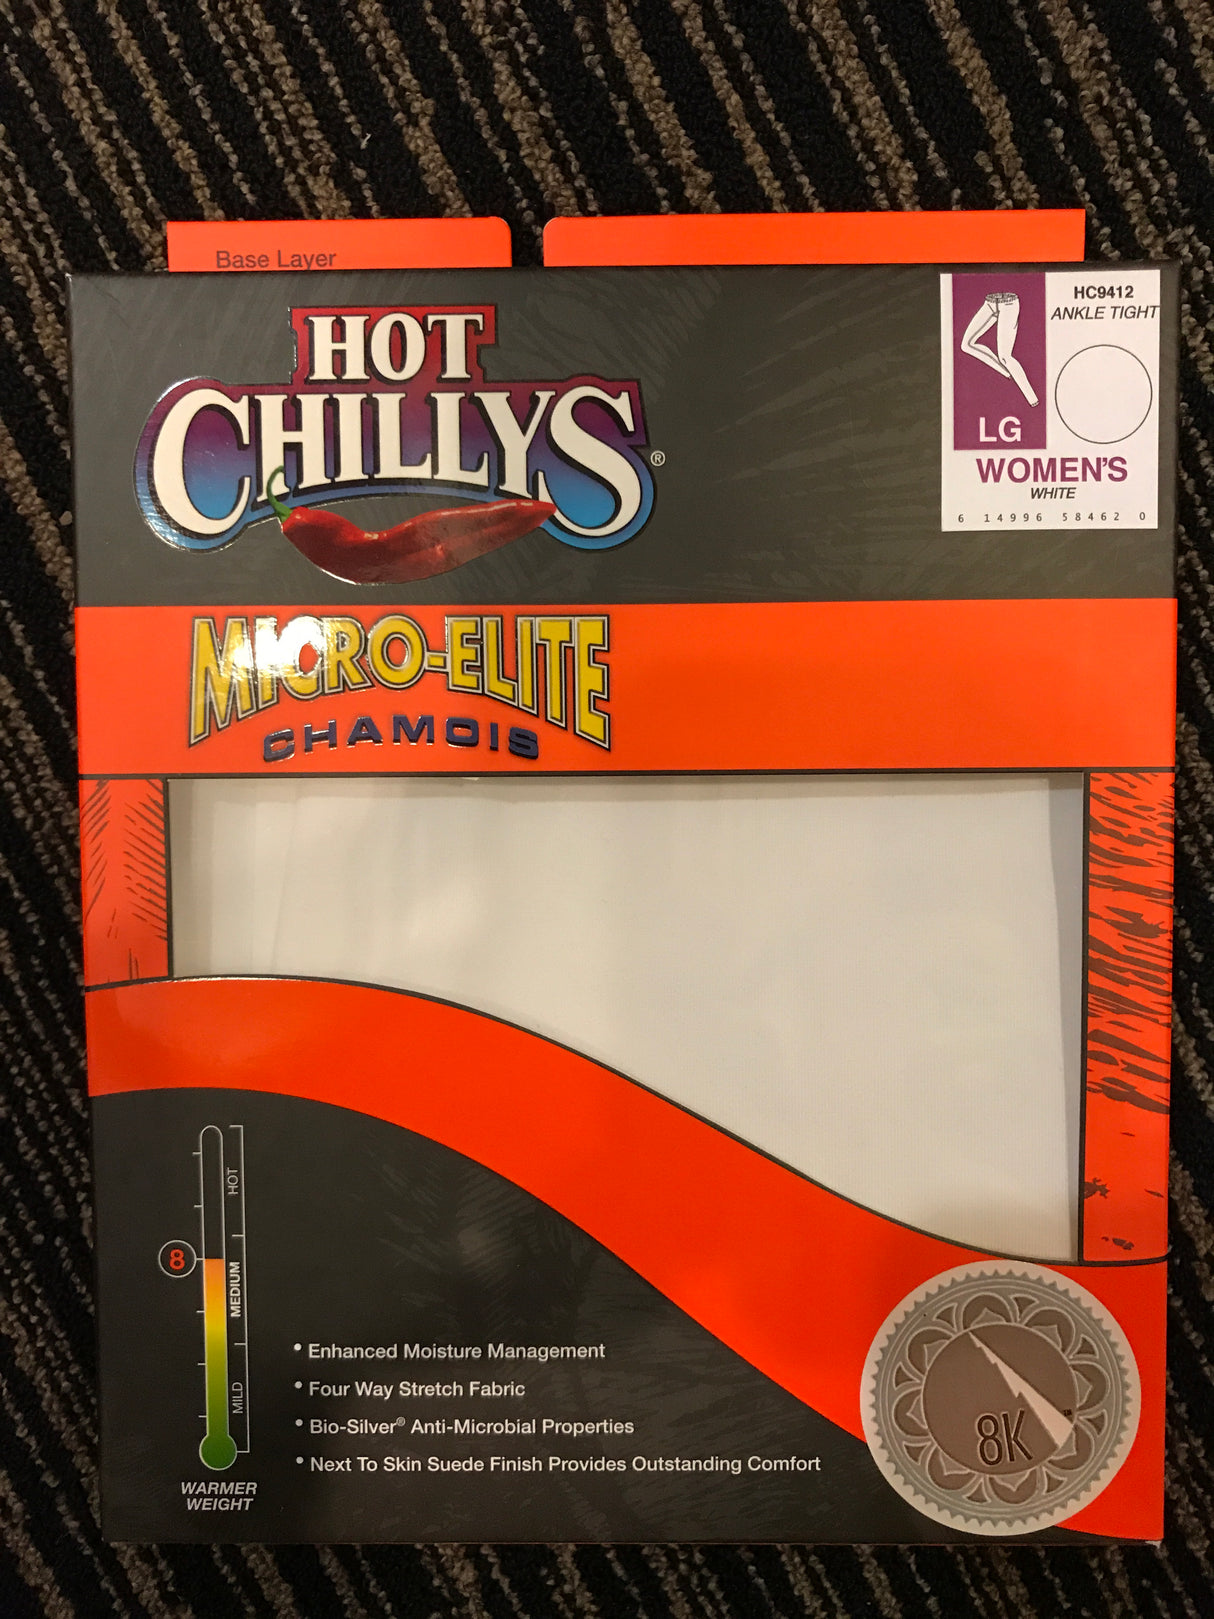 Base Layer
HOT
CHILLYS®
HC9412
ANKLE TIGHT
LG
WOMEN'S
WHITE
6 14996 58462 0
MICRO-ELITE
CHAMOIS
HOT
8
MEDIUM
MILD
WARMER
WEIGHT
• Enhanced Moisture Management
• Four Way Stretch Fabric
• Bio-Silver® Anti-Microbial Properties
• Next To Skin Suede Finish Provides Outstanding Comfort
8K